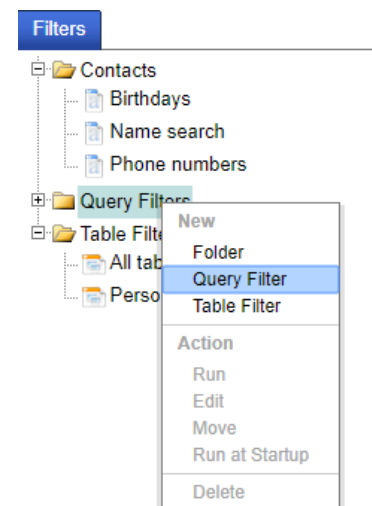 Filters
Contacts
Birthdays
Name search
Phone numbers
Query Filters
Table Filte
All tab
Perso
New
Folder
Query Filter
Table Filter
Action
Run
Edit
Move
Run at Startup
Delete